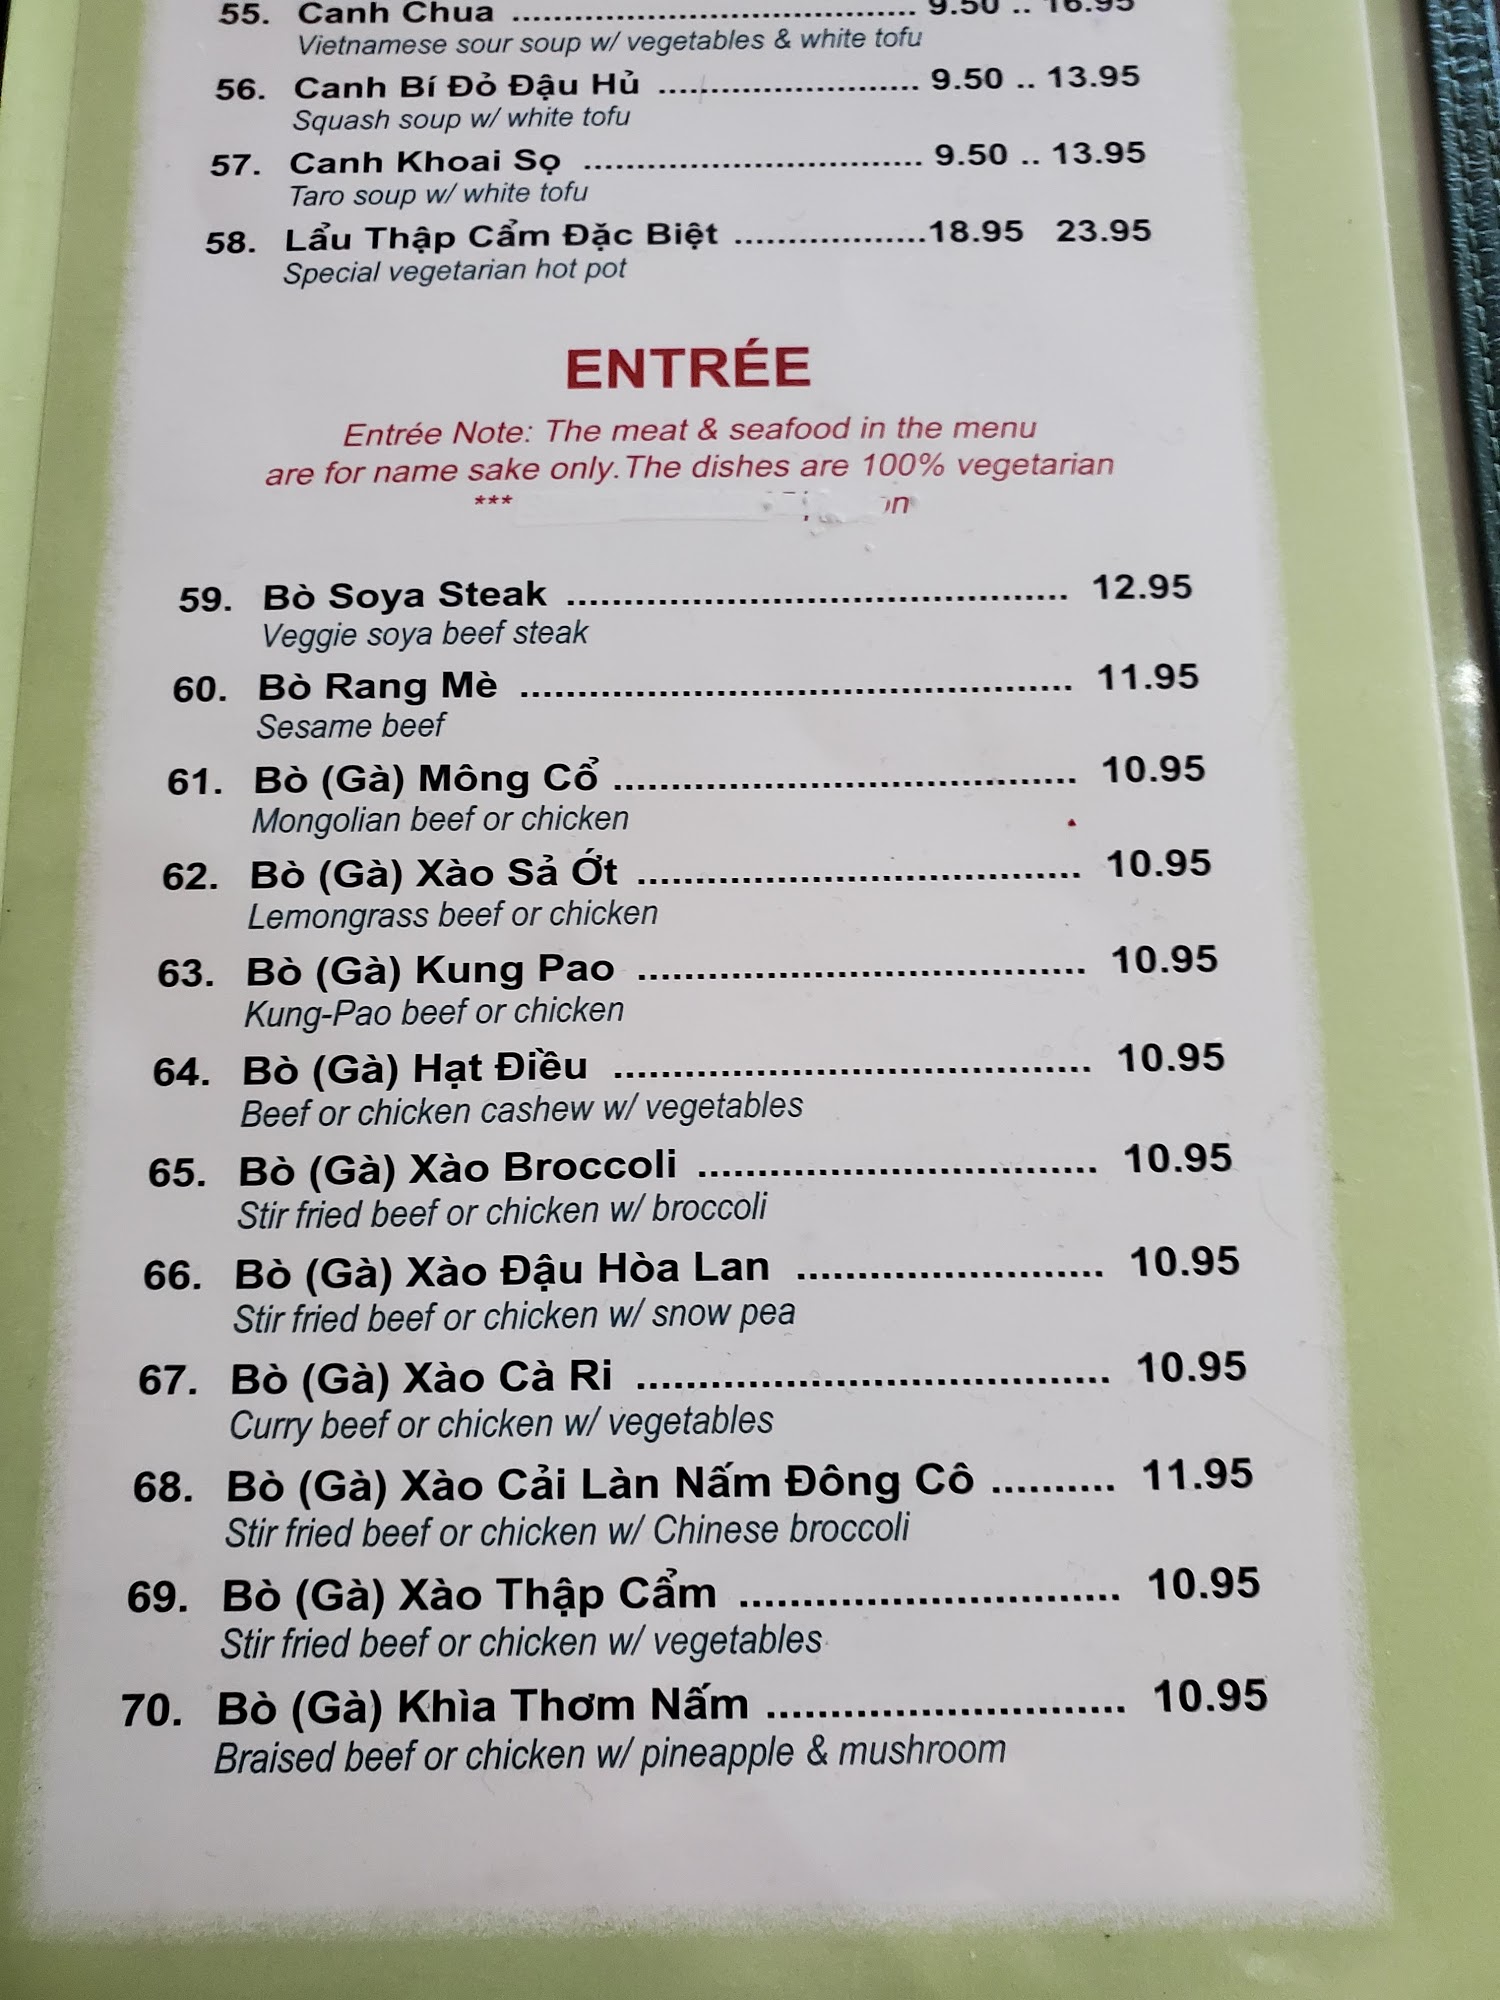 55. Canh Chua ........................................ 9.50 .. 16.95
Vietnamese sour soup w/ vegetables & white tofu
56. Canh Bí Đỏ Đậu Hủ ........................ 9.50 .. 13.95
Squash soup w/ white tofu
57. Canh Khoai Sọ ................................ 9.50 .. 13.95
Taro soup w/ white tofu
58. Lẩu Thập Cẩm Đặc Biệt ..................18.95 23.95
Special vegetarian hot pot
ENTRÉE
Entrée Note: The meat & seafood in the menu
are for name sake only. The dishes are 100% vegetarian
***
59. Bò Soya Steak ............................................ 12.95
Veggie soya beef steak
60. Bò Rang Mè ................................................ 11.95
Sesame beef
61. Bò (Gà) Mông Cổ ....................................... 10.95
Mongolian beef or chicken
62. Bò (Gà) Xào Sả Ớt ..................................... 10.95
Lemongrass beef or chicken
63. Bò (Gà) Kung Pao ..................................... 10.95
Kung-Pao beef or chicken
64. Bò (Gà) Hạt Điều ........................................ 10.95
Beef or chicken cashew w/ vegetables
65. Bò (Gà) Xào Broccoli ................................. 10.95
Stir fried beef or chicken w/ broccoli
66. Bò (Gà) Xào Đậu Hòa Lan ......................... 10.95
Stir fried beef or chicken w/ snow pea
67. Bò (Gà) Xào Cà Ri ...................................... 10.95
Curry beef or chicken w/ vegetables
68. Bò (Gà) Xào Cải Làn Nấm Đông Cô .......... 11.95
Stir fried beef or chicken w/ Chinese broccoli
69. Bò (Gà) Xào Thập Cẩm .............................. 10.95
Stir fried beef or chicken w/ vegetables
70. Bò (Gà) Khìa Thơm Nấm ............................ 10.95
Braised beef or chicken w/ pineapple & mushroom